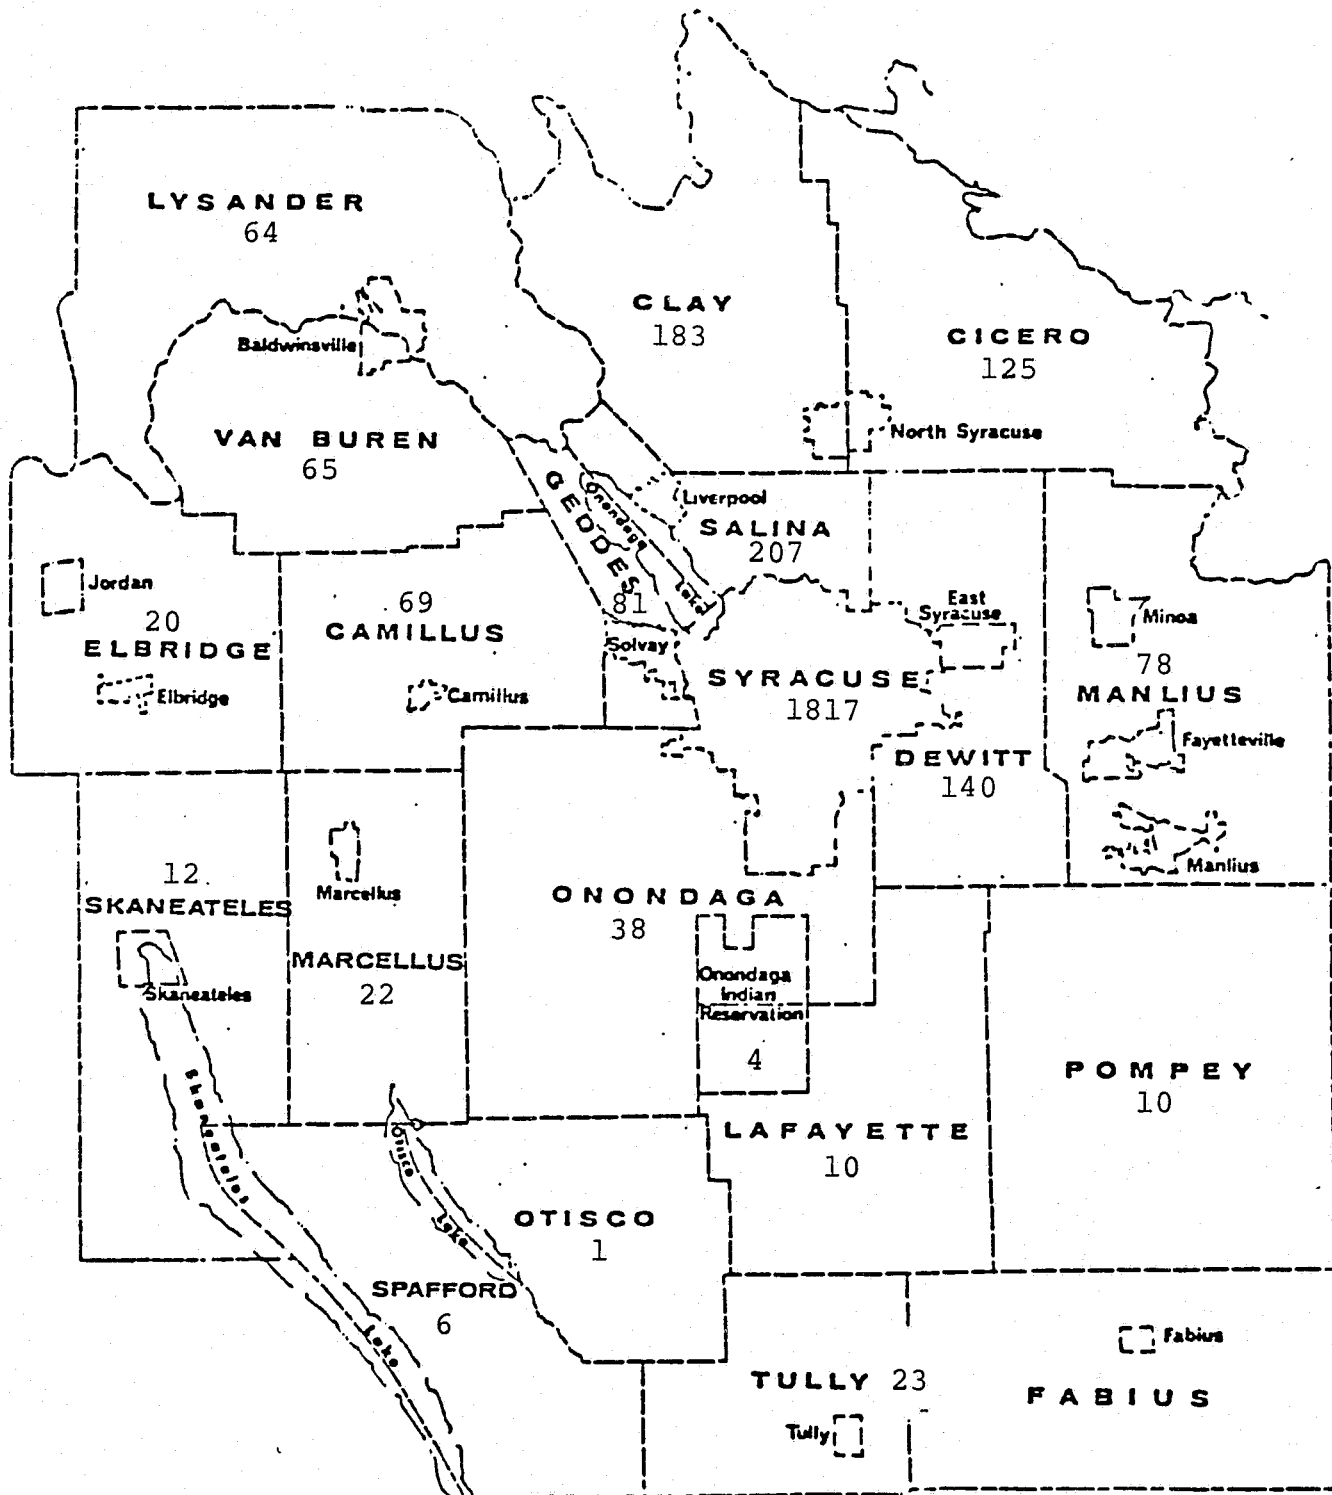 LYSANDER
64
CLAY
183
CICERO
125
Baldwinsville
VAN BUREN
65
North Syracuse
GEDDES
81
Onondaga
Lake
Liverpool
SALINA
207
Jordan
20
ELBRIDGE
Elbridge
69
CAMILLUS
Camillus
Solvay
SYRACUSE
1817
East
Syracuse
Minoa
78
MANLIUS
Fayetteville
DEWITT
140
Manlius
12
SKANEATELES
Skaneateles
Marcellus
MARCELLUS
22
ONONDAGA
38
Onondaga
Indian
Reservation
4
POMPEY
10
LAFAYETTE
10
Skaneateles
Lake
Otisco
Lake
OTISCO
1
SPAFFORD
6
TULLY 23
Tully
Fabius
FABIUS